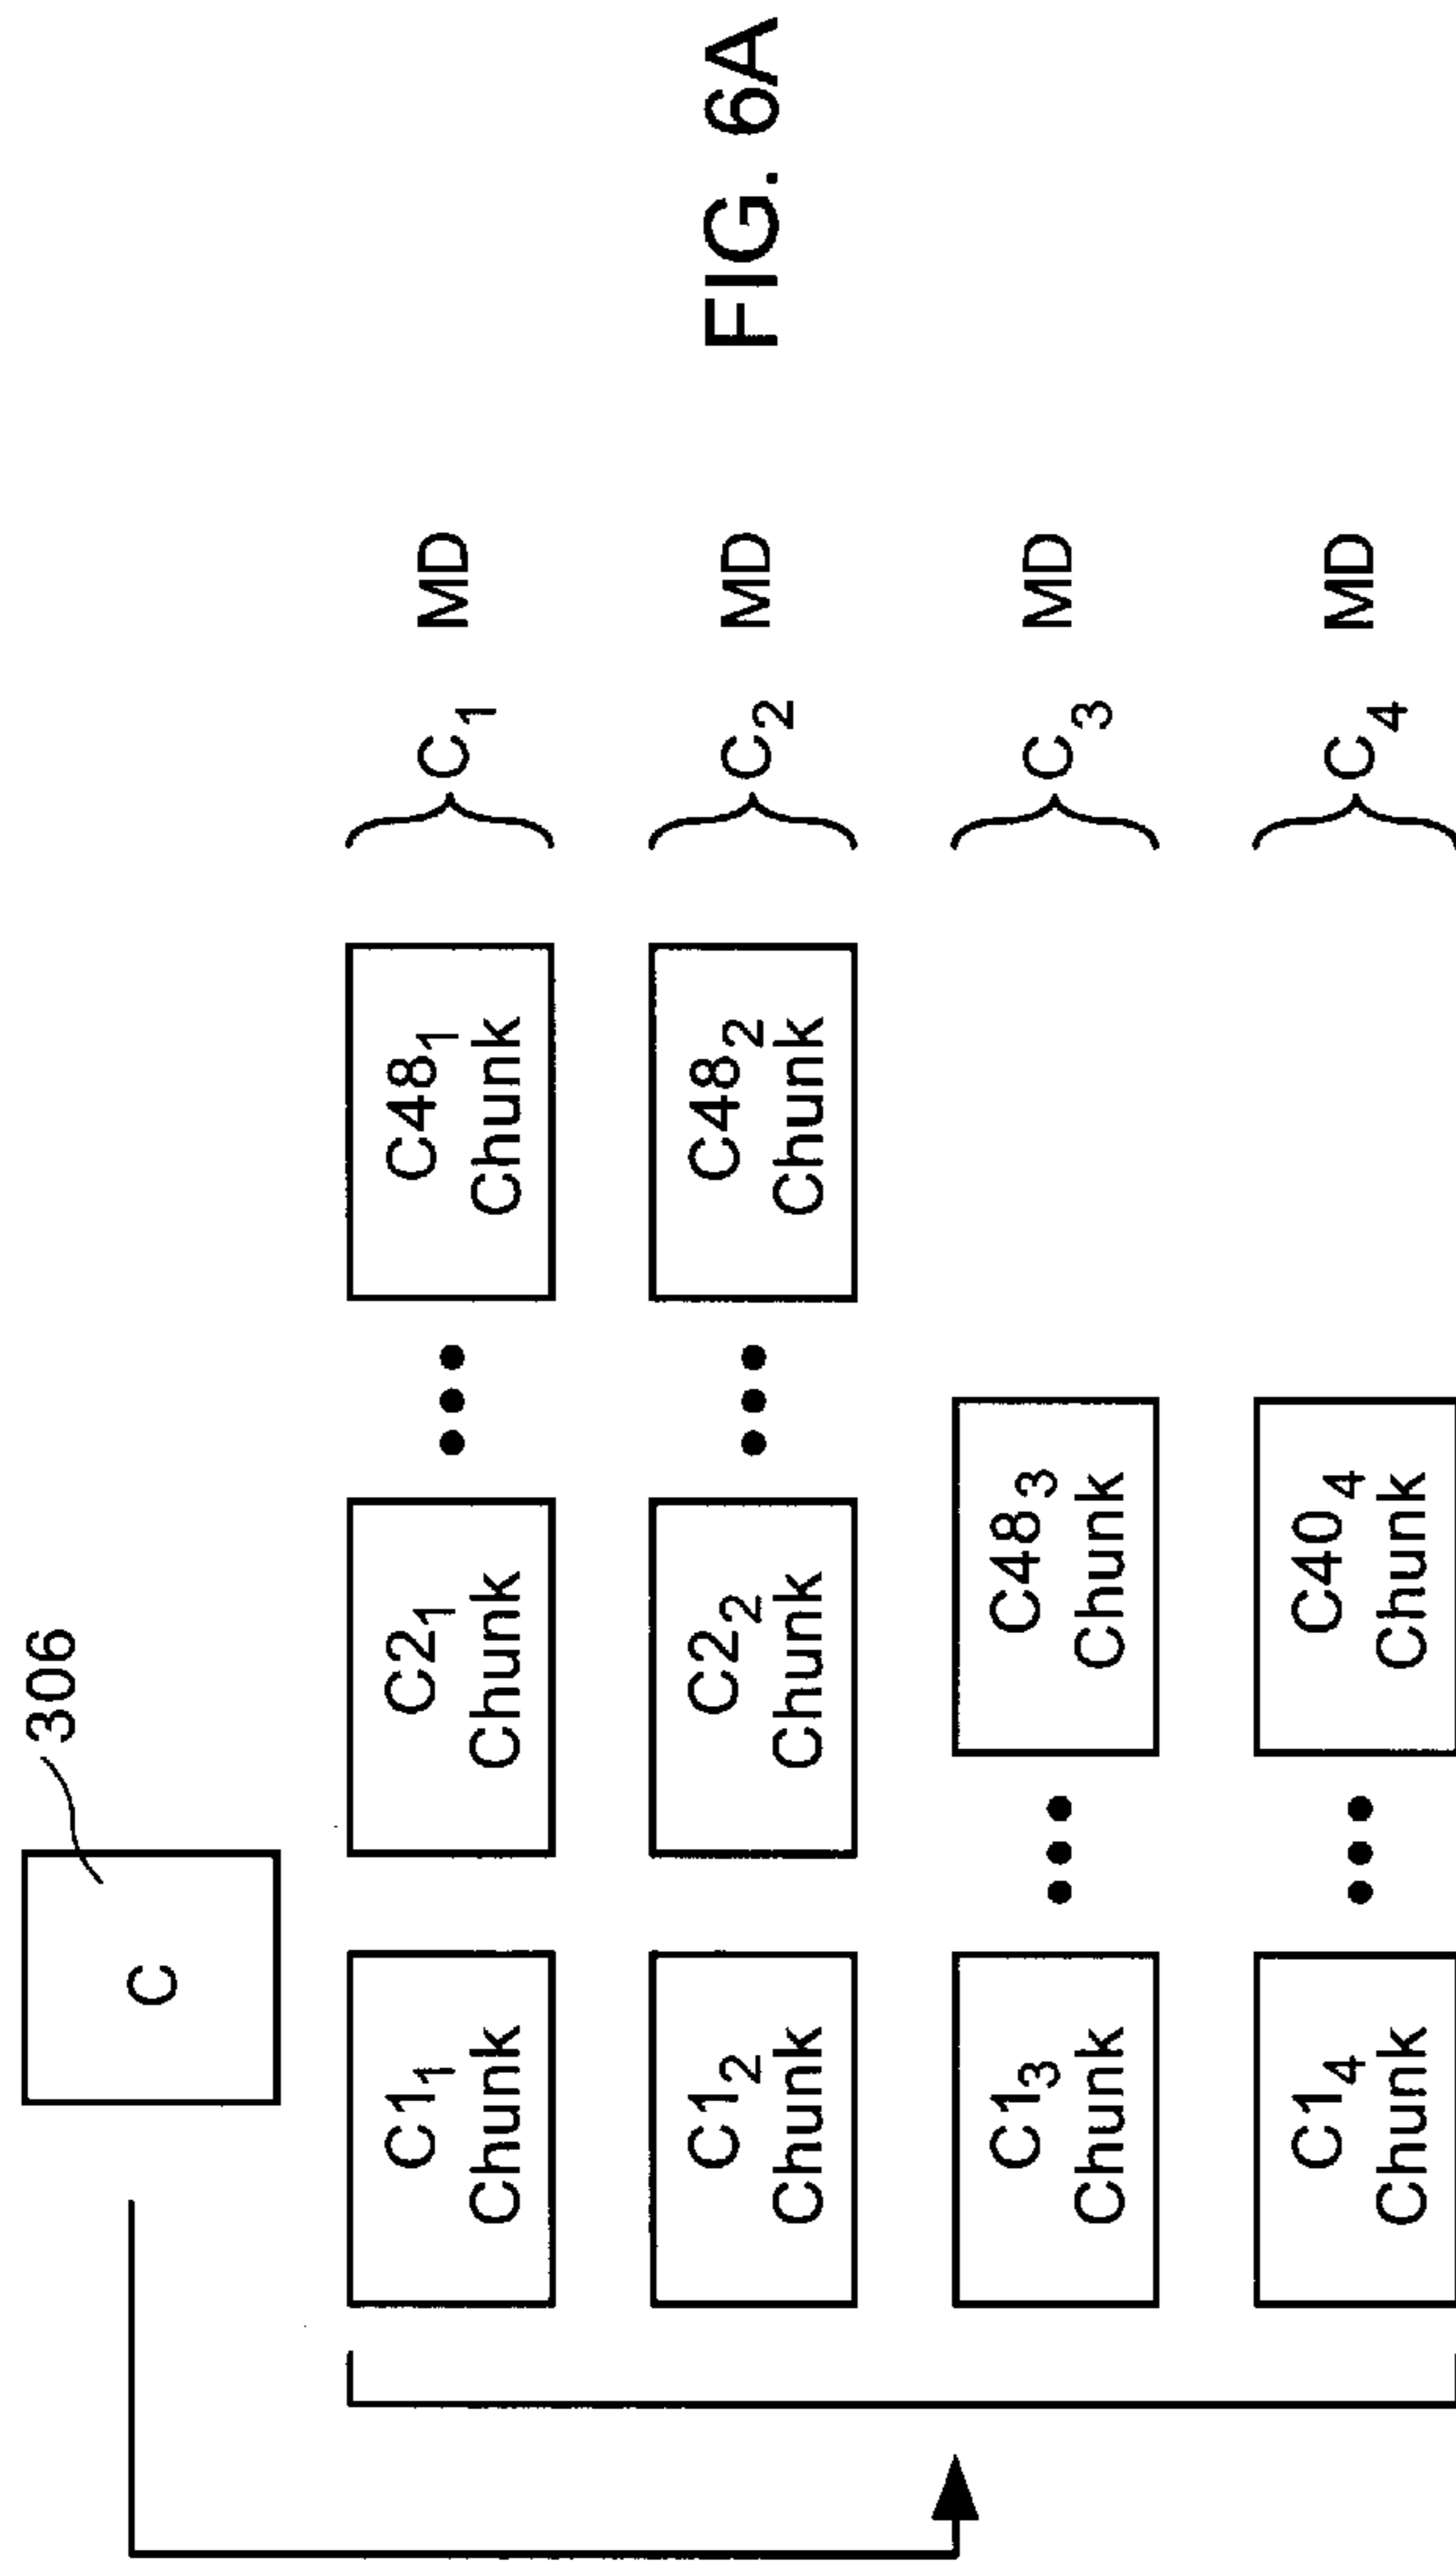 306
C
C1₁ Chunk
C2₁ Chunk
C48₁ Chunk
C₁ MD
C1₂ Chunk
C2₂ Chunk
C48₂ Chunk
C₂ MD
C1₃ Chunk
C48₃ Chunk
C₃ MD
C1₄ Chunk
C40₄ Chunk
C₄ MD
FIG. 6A